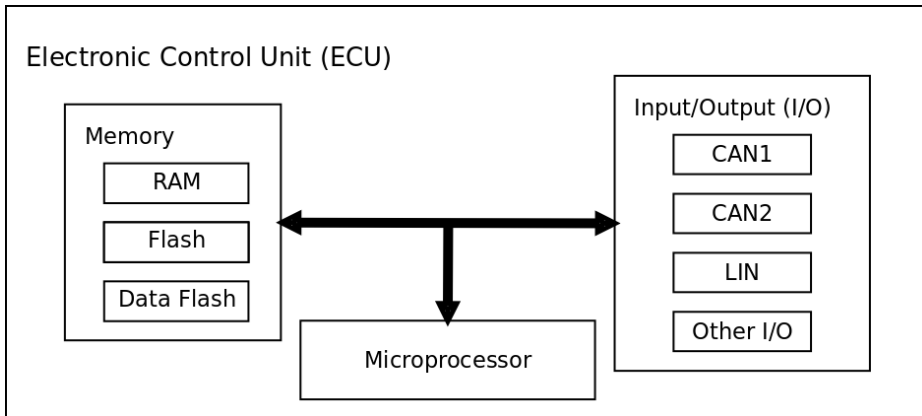 Electronic Control Unit (ECU)
Memory
RAM
Flash
Data Flash
Input/Output (I/O)
CAN1
CAN2
LIN
Other I/O
Microprocessor